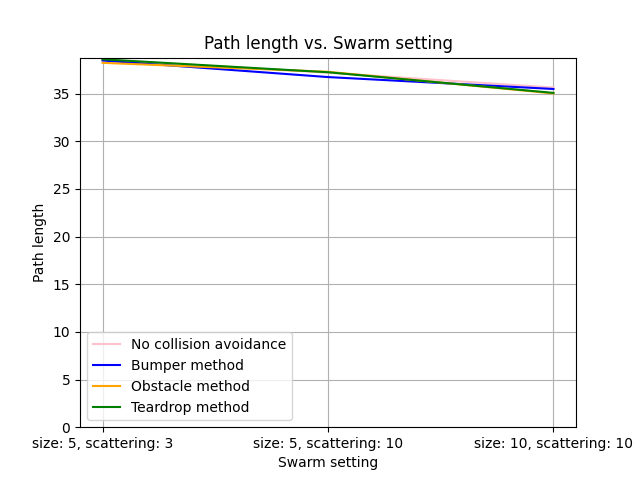 Path length vs. Swarm setting
Path length
35
30
25
20
15
10
5
0
No collision avoidance
Bumper method
Obstacle method
Teardrop method
size: 5, scattering: 3
size: 5, scattering: 10
size: 10, scattering: 10
Swarm setting